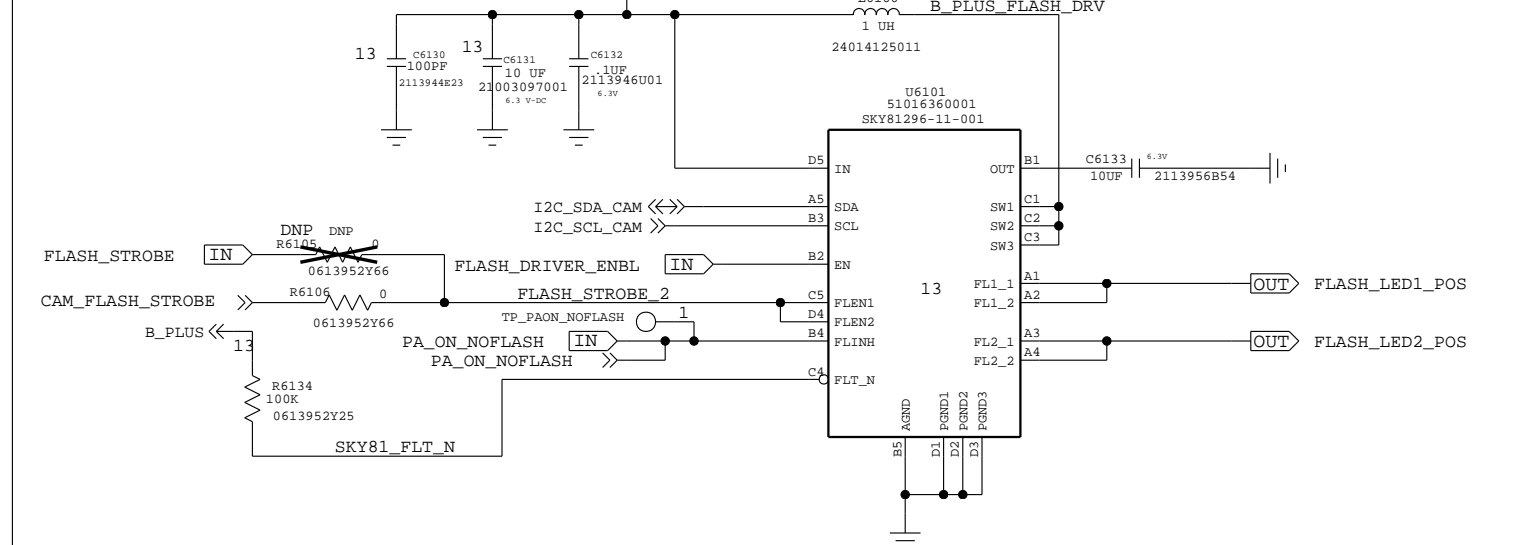 B_PLUS_FLASH_DRV
1 UH
24014125011
13
C6130
100PF
2113944E23
13
C6131
10 UF
21003097001
6.3 V-DC
C6132
.1UF
2113946U01
6.3V
U6101
51016360001
SKY81296-11-001
D5
IN
OUT
B1
C6133
6.3V
10UF
2113956B54
I2C_SDA_CAM
A5
SDA
SW1
C1
I2C_SCL_CAM
B3
SCL
SW2
C2
SW3
C3
DNP
DNP
R6105
0
FLASH_STROBE
IN
0613952Y66
FLASH_DRIVER_ENBL
IN
B2
EN
13
FL1_1
A1
OUT
FLASH_LED1_POS
CAM_FLASH_STROBE
R6106
0
0613952Y66
FLASH_STROBE_2
C5
FLEN1
FL1_2
A2
TP_PAON_NOFLASH
1
D4
FLEN2
B_PLUS
13
PA_ON_NOFLASH
IN
B4
FLINH
FL2_1
A3
OUT
FLASH_LED2_POS
PA_ON_NOFLASH
FL2_2
A4
C4
FLT_N
R6134
100K
0613952Y25
SKY81_FLT_N
AGND
PGND1
PGND2
PGND3
B5
D1
D2
D3